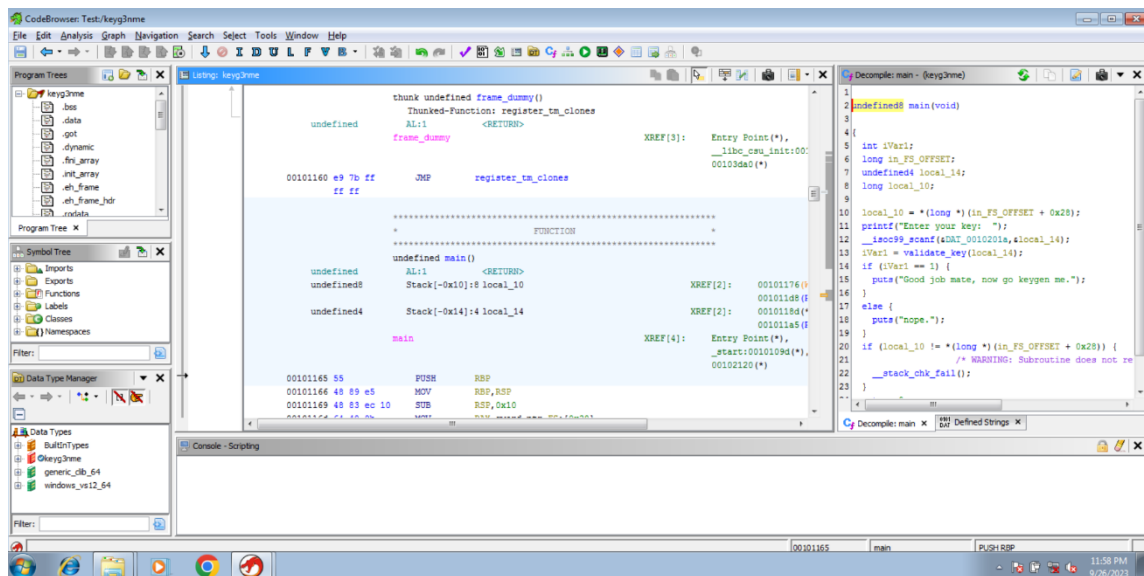 CodeBrowser: Test:/keyg3nme
File Edit Analysis Graph Navigation Search Select Tools Window Help
I D U L F V B
Program Trees
keyg3nme
.bss
.data
.got
.dynamic
.fini_array
.init_array
.eh_frame
.eh_frame_hdr
.rodata
Program Tree
Symbol Tree
Imports
Exports
Functions
Labels
Classes
Namespaces
Filter:
Data Type Manager
Data Types
BuiltInTypes
keyg3nme
generic_clib_64
windows_vs12_64
Filter:
Listing: keyg3nme
thunk undefined frame_dummy()
Thunked-Function: register_tm_clones
undefined AL:1 <RETURN>
frame_dummy XREF[3]: Entry Point(*),
__libc_csu_init:001
00103da0(*)
00101160 e9 7b ff JMP register_tm_clones
ff ff
**************************************************************
* FUNCTION *
**************************************************************
undefined main()
undefined AL:1 <RETURN>
undefined8 Stack[-0x10]:8 local_10 XREF[2]: 00101176(
001011d8(R
undefined4 Stack[-0x14]:4 local_14 XREF[2]: 0010118d(*
001011a5(R
main XREF[4]: Entry Point(*),
_start:0010109d(*),
00102120(*)
00101165 55 PUSH RBP
00101166 48 89 e5 MOV RBP,RSP
00101169 48 83 ec 10 SUB RSP,0x10
Decompile: main - (keyg3nme)
1
2 undefined8 main(void)
3
4 {
5 int iVar1;
6 long in_FS_OFFSET;
7 undefined4 local_14;
8 long local_10;
9
10 local_10 = *(long *)(in_FS_OFFSET + 0x28);
11 printf("Enter your key:  ");
12 __isoc99_scanf(&DAT_0010201a,&local_14);
13 iVar1 = validate_key(local_14);
14 if (iVar1 == 1) {
15 puts("Good job mate, now go keygen me.");
16 }
17 else {
18 puts("nope.");
19 }
20 if (local_10 != *(long *)(in_FS_OFFSET + 0x28)) {
21 /* WARNING: Subroutine does not re
22 __stack_chk_fail();
23 }
Decompile: main Defined Strings
Console - Scripting
00101165 main PUSH RBP
11:58 PM
9/26/2023